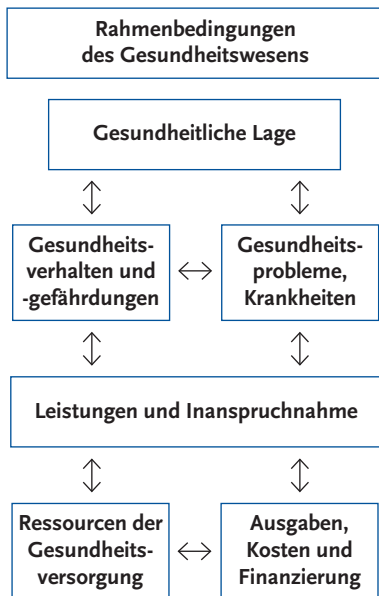 Rahmenbedingungen
des Gesundheitswesens
Gesundheitliche Lage
Gesundheits-
verhalten und
-gefährdungen
Gesundheits-
probleme,
Krankheiten
Leistungen und Inanspruchnahme
Ressourcen der
Gesundheits-
versorgung
Ausgaben,
Kosten und
Finanzierung